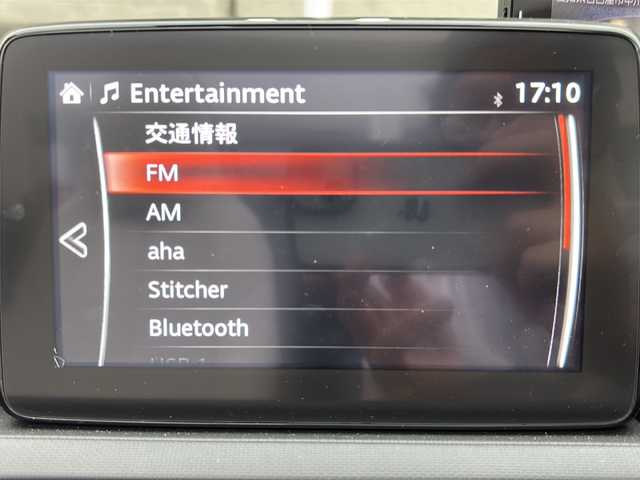 Entertainment
17:10
交通情報
FM
AM
aha
Stitcher
Bluetooth